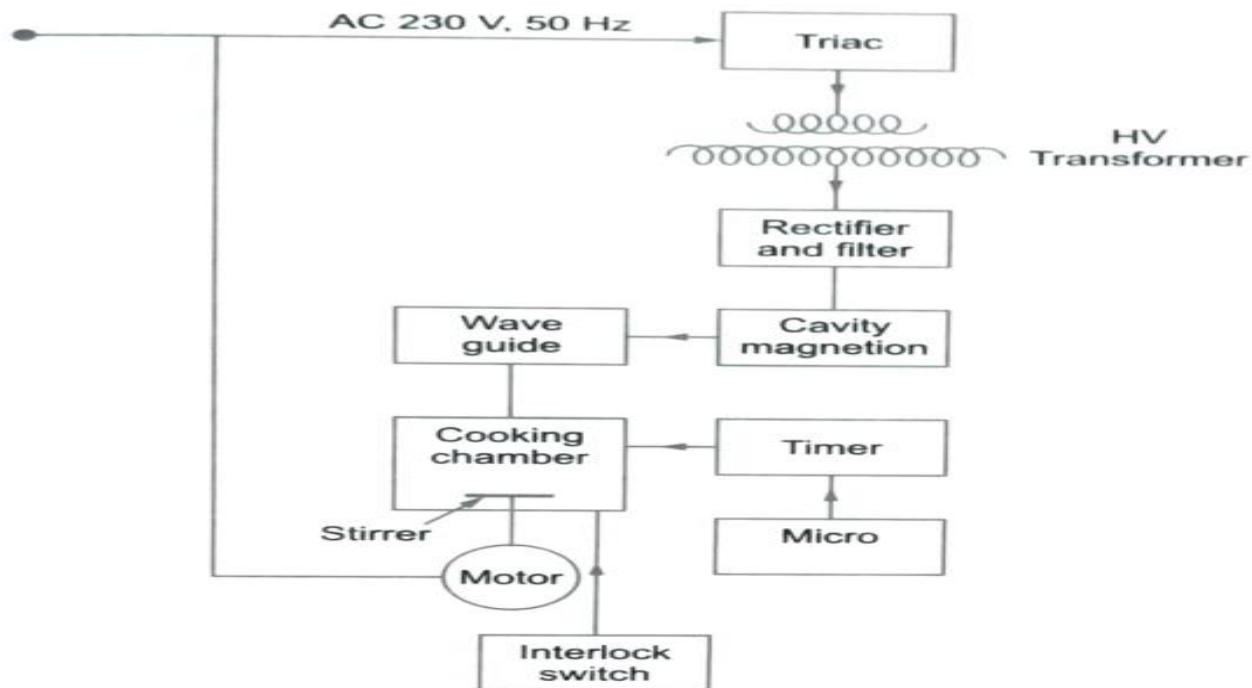 AC 230 V, 50 Hz
Triac
HV
Transformer
Rectifier
and filter
Wave
guide
Cavity
magnetion
Cooking
chamber
Timer
Stirrer
Micro
Motor
Interlock
switch